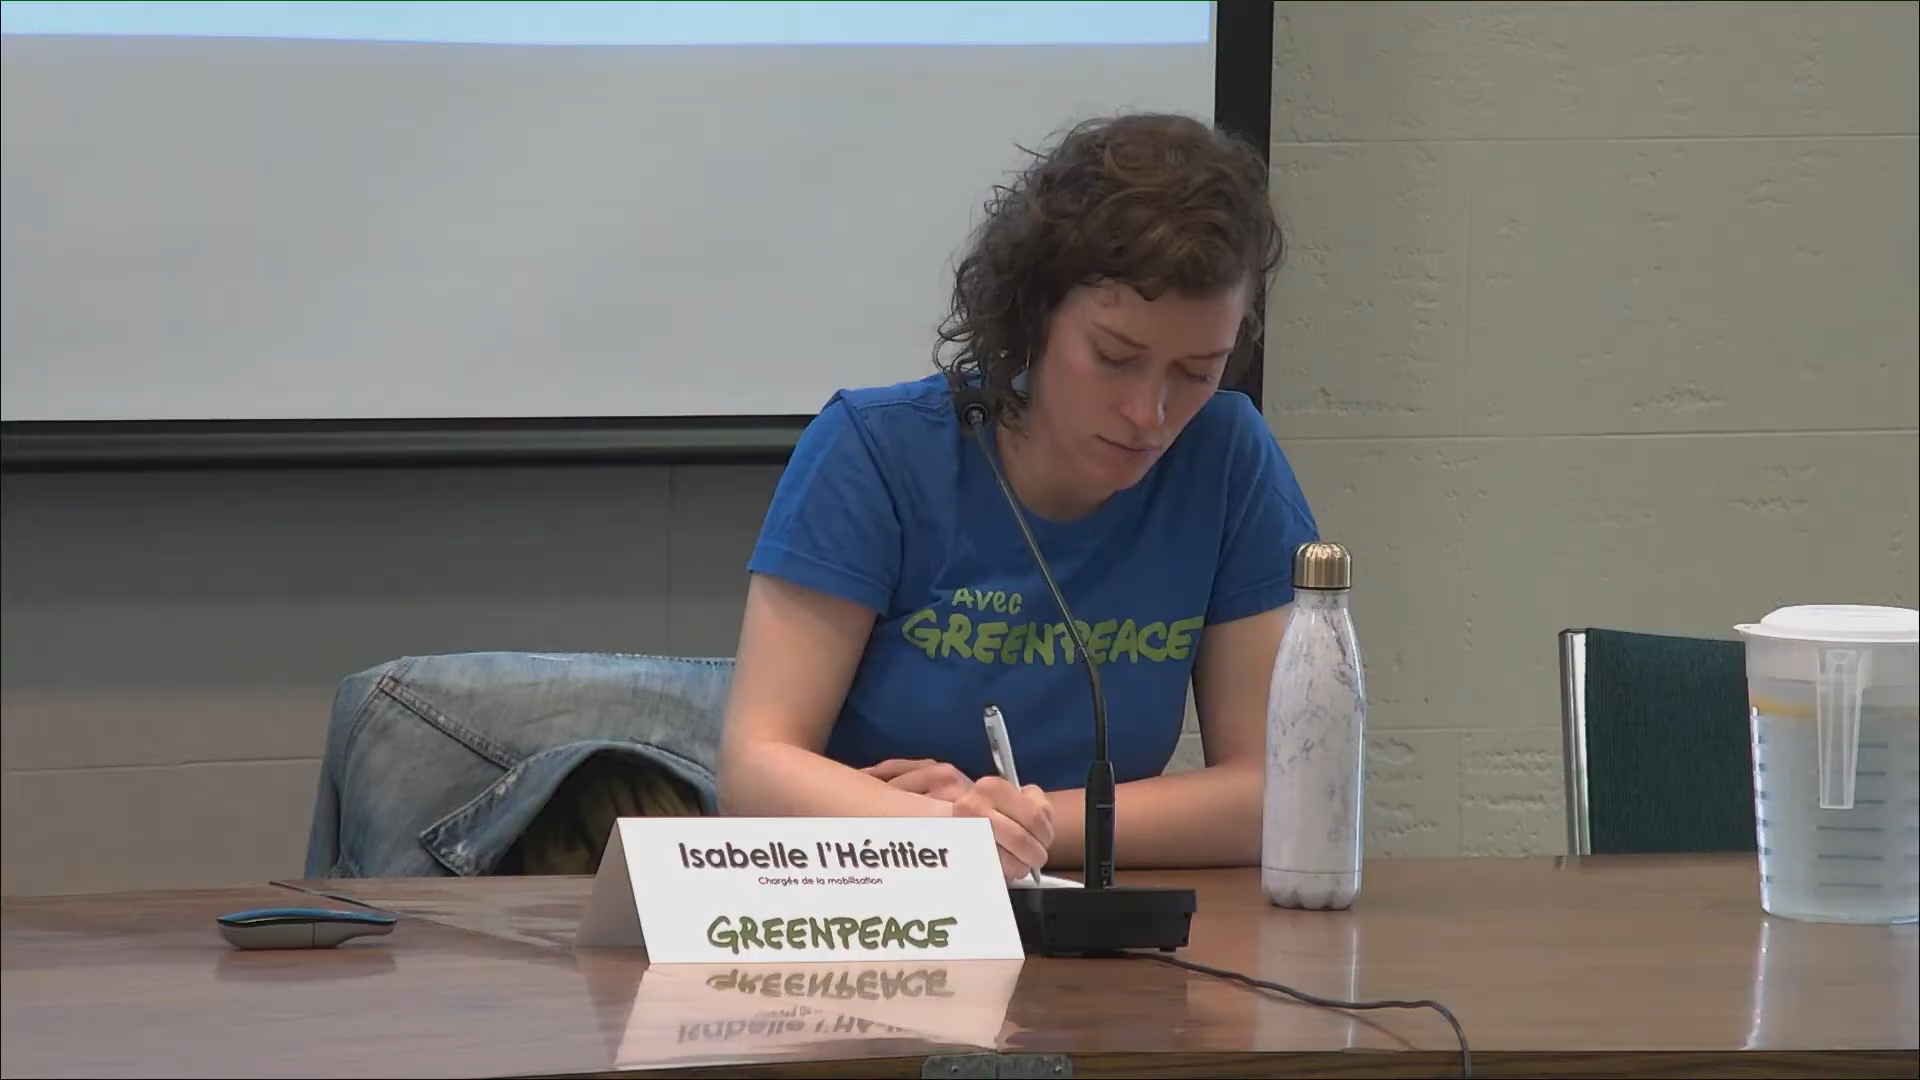 Avec
GREENPEACE
Isabelle l'Héritier
Chargée de la mobilisation
GREENPEACE